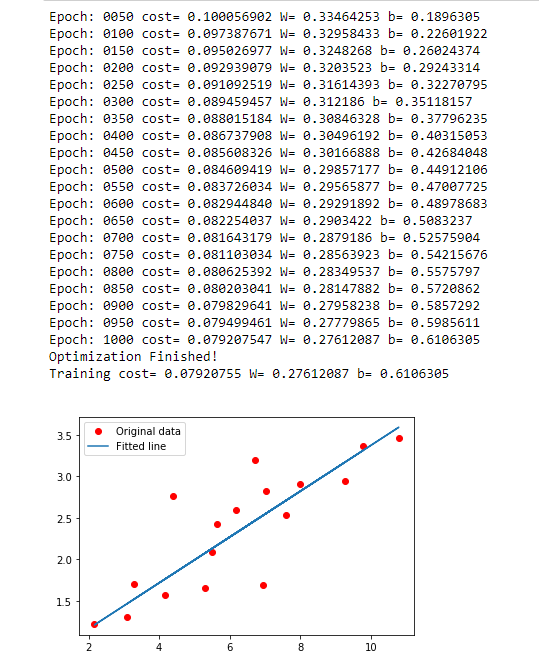 Epoch: 0050 cost= 0.100056902 W= 0.33464253 b= 0.1896305
Epoch: 0100 cost= 0.097387671 W= 0.32958433 b= 0.22601922
Epoch: 0150 cost= 0.095026977 W= 0.3248268 b= 0.26024374
Epoch: 0200 cost= 0.092939079 W= 0.3203523 b= 0.29243314
Epoch: 0250 cost= 0.091092519 W= 0.31614393 b= 0.32270795
Epoch: 0300 cost= 0.089459457 W= 0.312186 b= 0.35118157
Epoch: 0350 cost= 0.088015184 W= 0.30846328 b= 0.37796235
Epoch: 0400 cost= 0.086737908 W= 0.30496192 b= 0.40315053
Epoch: 0450 cost= 0.085608326 W= 0.30166888 b= 0.42684048
Epoch: 0500 cost= 0.084609419 W= 0.29857177 b= 0.44912106
Epoch: 0550 cost= 0.083726034 W= 0.29565877 b= 0.47007725
Epoch: 0600 cost= 0.082944840 W= 0.29291892 b= 0.48978683
Epoch: 0650 cost= 0.082254037 W= 0.2903422 b= 0.5083237
Epoch: 0700 cost= 0.081643179 W= 0.2879186 b= 0.52575904
Epoch: 0750 cost= 0.081103034 W= 0.28563923 b= 0.54215676
Epoch: 0800 cost= 0.080625392 W= 0.28349537 b= 0.5575797
Epoch: 0850 cost= 0.080203041 W= 0.28147882 b= 0.5720862
Epoch: 0900 cost= 0.079829641 W= 0.27958238 b= 0.5857292
Epoch: 0950 cost= 0.079499461 W= 0.27779865 b= 0.5985611
Epoch: 1000 cost= 0.079207547 W= 0.27612087 b= 0.6106305
Optimization Finished!
Training cost= 0.07920755 W= 0.27612087 b= 0.6106305
Original data
Fitted line
3.5
3.0
2.5
2.0
1.5
2 4 6 8 10